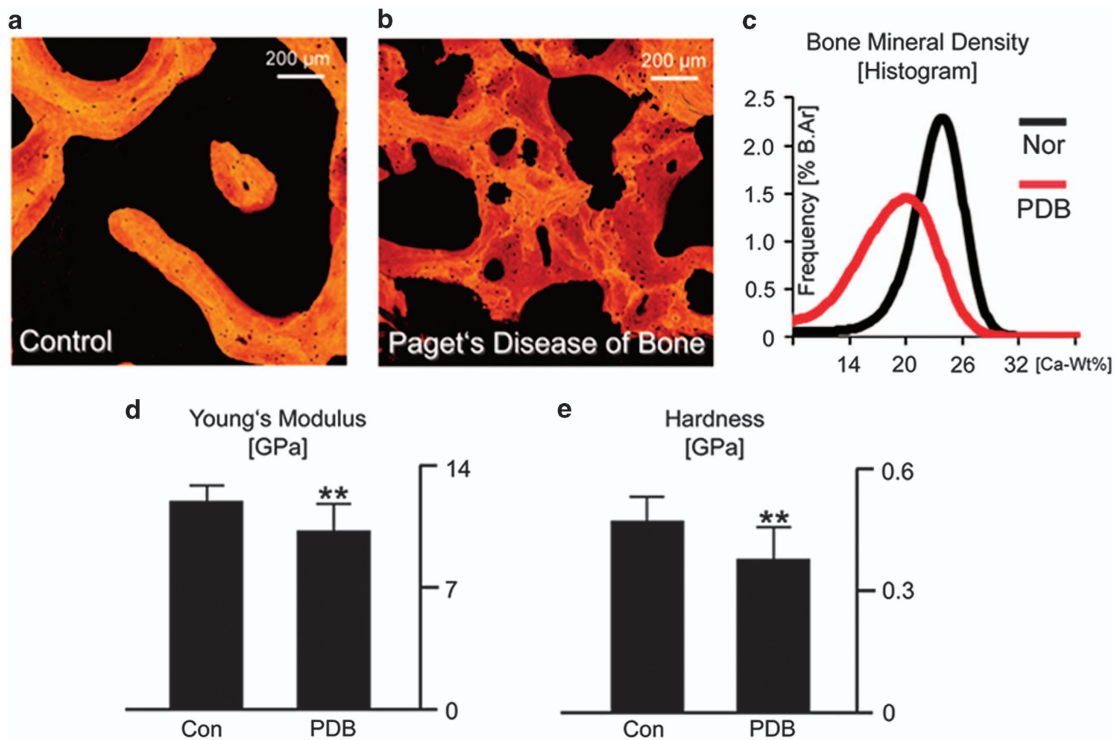 a
200 µm
Control
b
200 µm
Paget‘s Disease of Bone
c
Bone Mineral Density
[Histogram]
Frequency [% B.Ar]
2.5
2.0
1.5
1.0
0.5
0
14 20 26 32 [Ca-Wt%]
Nor
PDB
d
Young‘s Modulus
[GPa]
14
7
0
**
Con PDB
e
Hardness
[GPa]
0.6
0.3
0
**
Con PDB